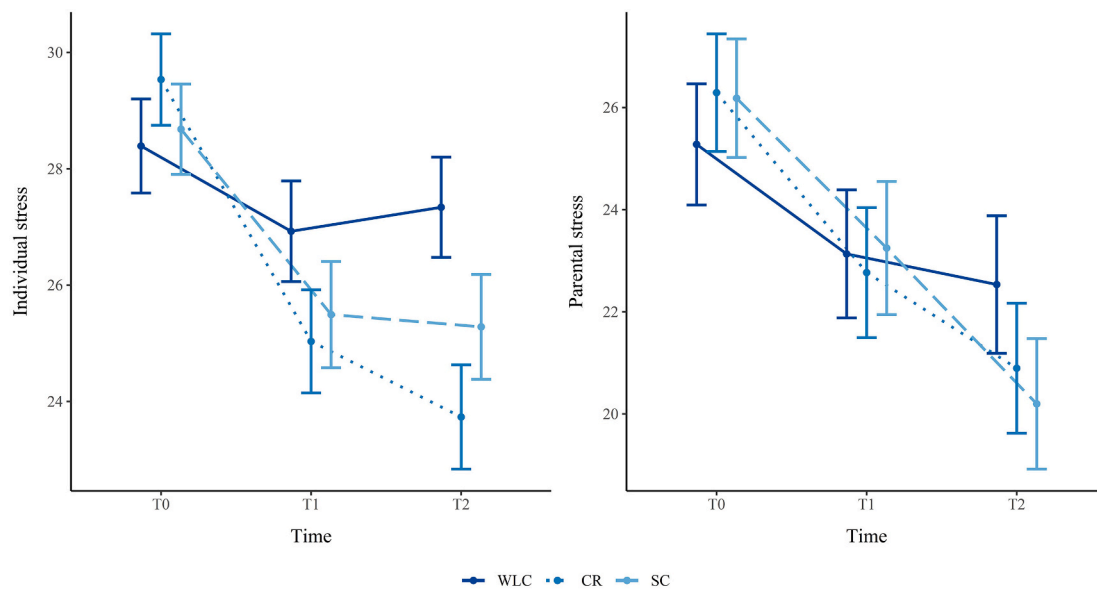 Individual stress
30
28
26
24
T0
T1
T2
Time
Parental stress
26
24
22
20
T0
T1
T2
Time
WLC CR SC